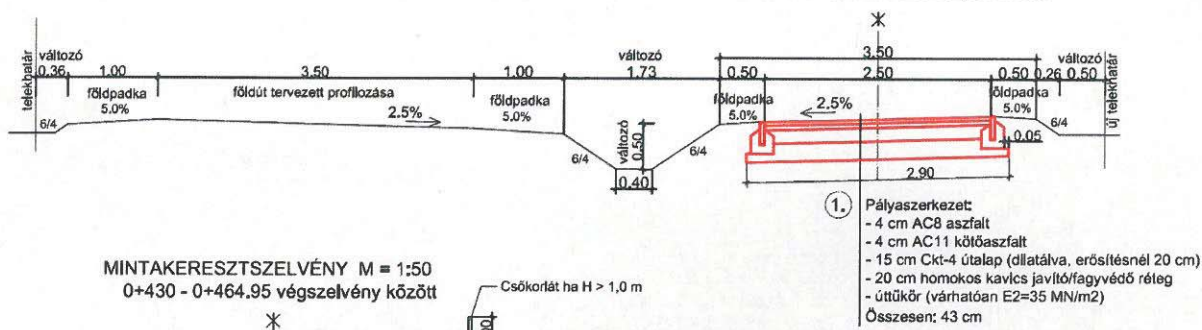 3.50
telekhatár
változó
0.36
1.00
3.50
1.00
változó
1.73
0.50
2.50
0.50
0.26
változó
0.50
új telekhatár
földpadka
5.0%
földút tervezett profilozása
2.5%
földpadka
5.0%
földpadka
5.0%
2.5%
földpadka
5.0%
6/4
6/4
változó
0.50
6/4
0.40
0.05
6/4
2.90
1.
Pályaszerkezet:
- 4 cm AC8 aszfalt
- 4 cm AC11 kötőaszfalt
- 15 cm Ckt-4 útalap (dilatálva, erősítésnél 20 cm)
- 20 cm homokos kavics javító/fagyvédő réteg
- úttükör (várhatóan E2=35 MN/m2)
Összesen: 43 cm
MINTAKERESZTSZELVÉNY M = 1:50
0+430 - 0+464.95 végszelvény között
Csőkorlát ha H > 1,0 m